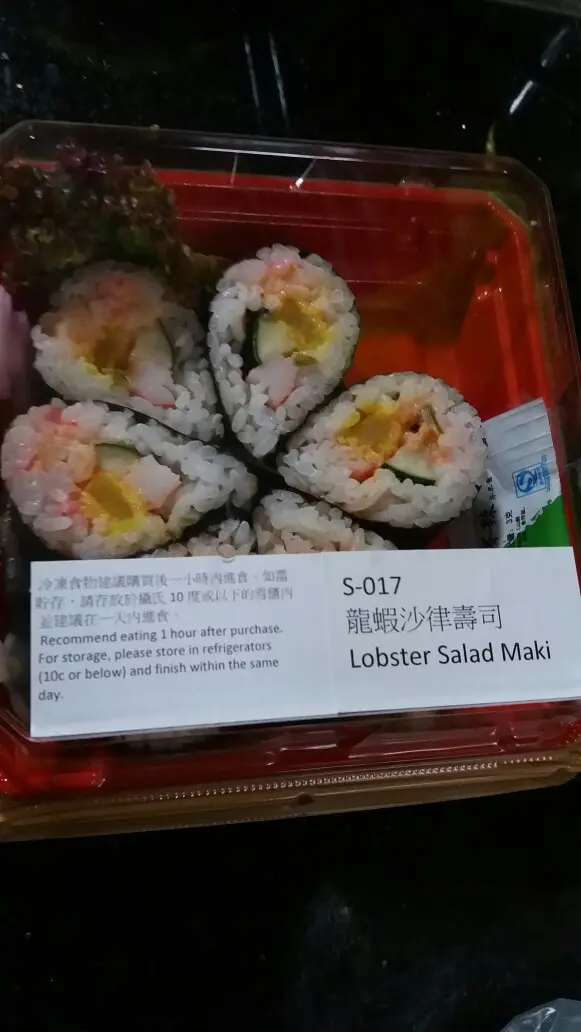 冷凍食物建議購買後一小時內進食。如需
貯存,請存放於攝氏 10 度或以下的雪櫃內
並建議在一天內進食。
Recommend eating 1 hour after purchase.
For storage, please store in refrigerators
(10c or below) and finish within the same
day.
S-017
龍蝦沙律壽司
Lobster Salad Maki